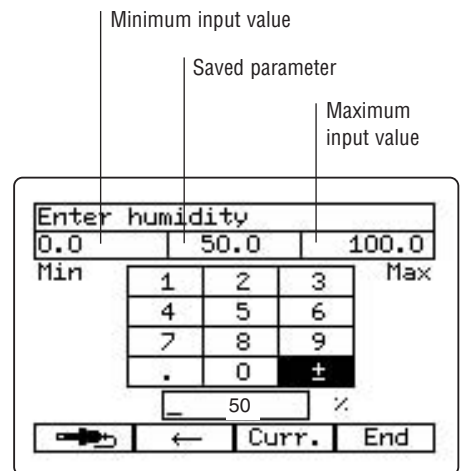 Minimum input value
Saved parameter
Maximum
input value
Enter humidity
0.0 50.0 100.0
Min Max
1 2 3
4 5 6
7 8 9
. 0 ±
_ 50 %
← Curr. End